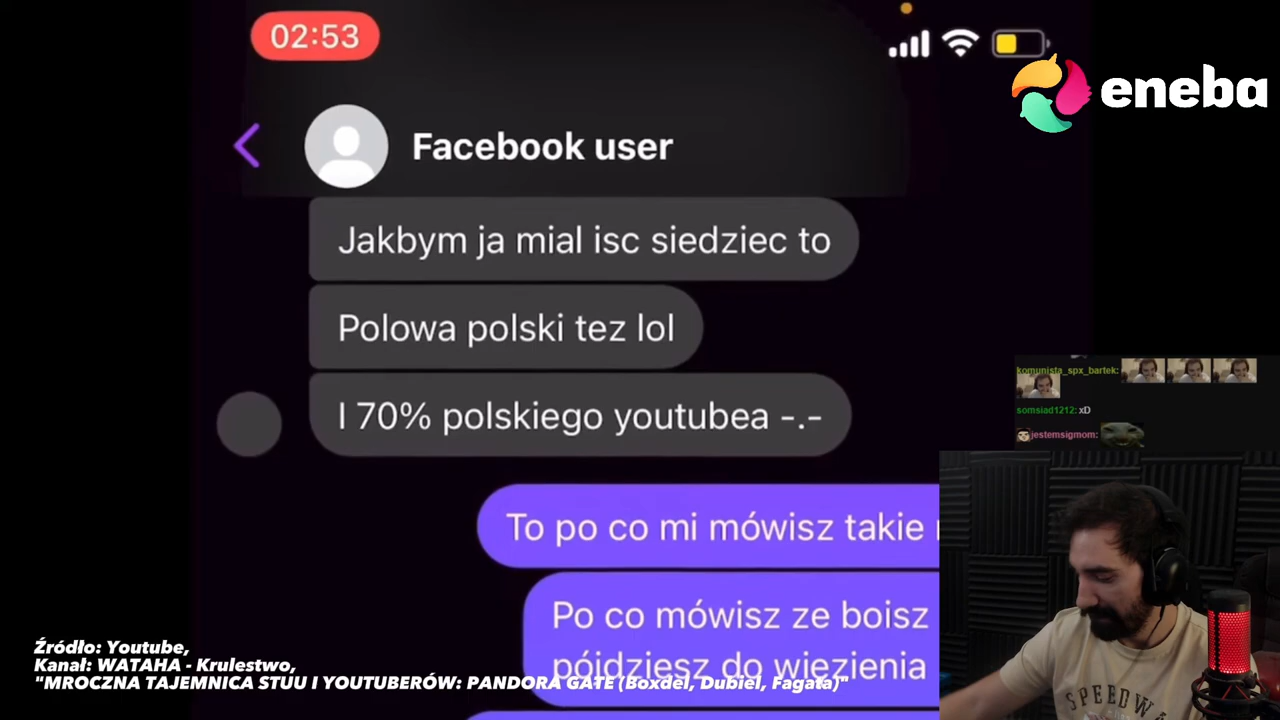 02:53
eneba
Facebook user
Jakbym ja mial isc siedziec to
Polowa polski tez lol
I 70% polskiego youtubea -.-
To po co mi mówisz takie
Po co mówisz ze boisz
pójdziesz do wiezienia
komunista_spx_bartek:
somsiad1212: xD
jestemsigmom:
SPEEDWA
Źródło: Youtube,
Kanał: WATAHA - Krulestwo,
"MROCZNA TAJEMNICA STUU I YOUTUBERÓW: PANDORA GATE (Boxdel, Dubiel, Fagata)"